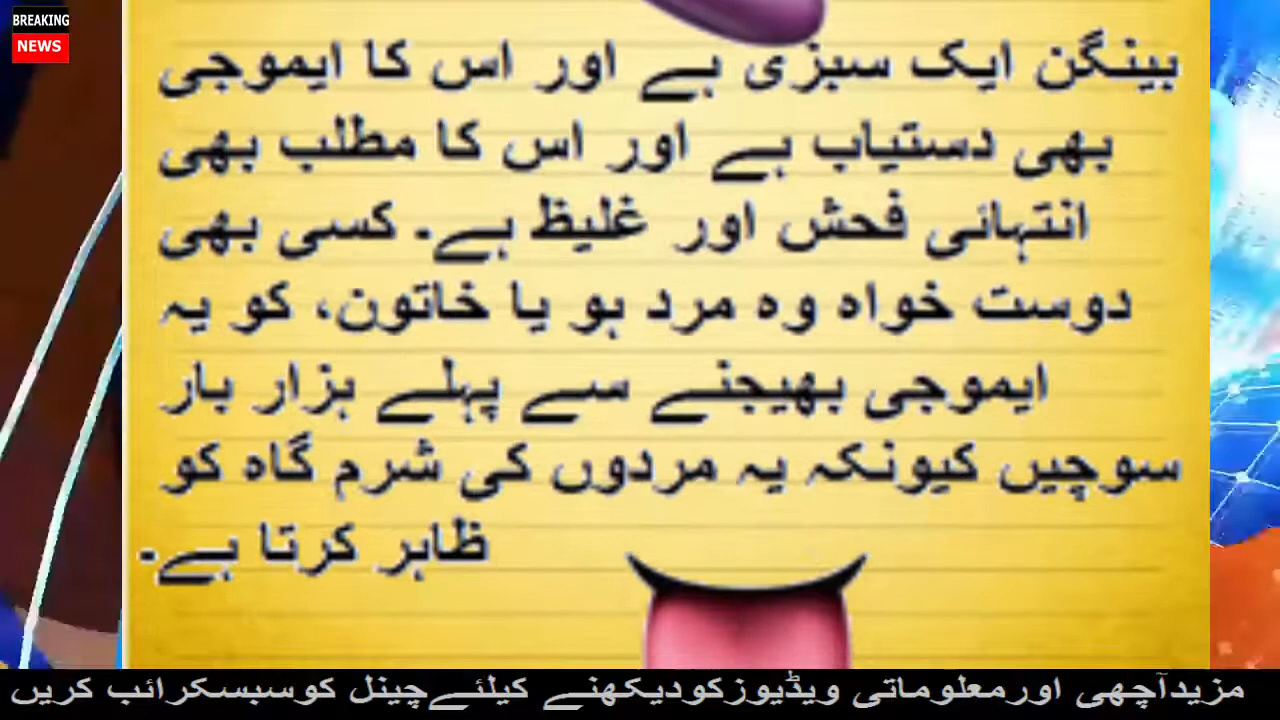 BREAKING
NEWS
بینگن ایک سبزی ہے اور اس کا ایموجی
بھی دستیاب ہے اور اس کا مطلب بھی
انتہائی فحش اور غلیظ ہے۔ کسی بھی
دوست خواہ وہ مرد ہو یا خاتون، کو یہ
ایموجی بھیجنے سے پہلے ہزار بار
سوچیں کیونکہ یہ مردوں کی شرم گاہ کو
ظاہر کرتا ہے۔
مزیدآچھی اورمعلوماتی ویڈیوزکودیکھنے کیلئےچینل کوسبسکرائب کریں